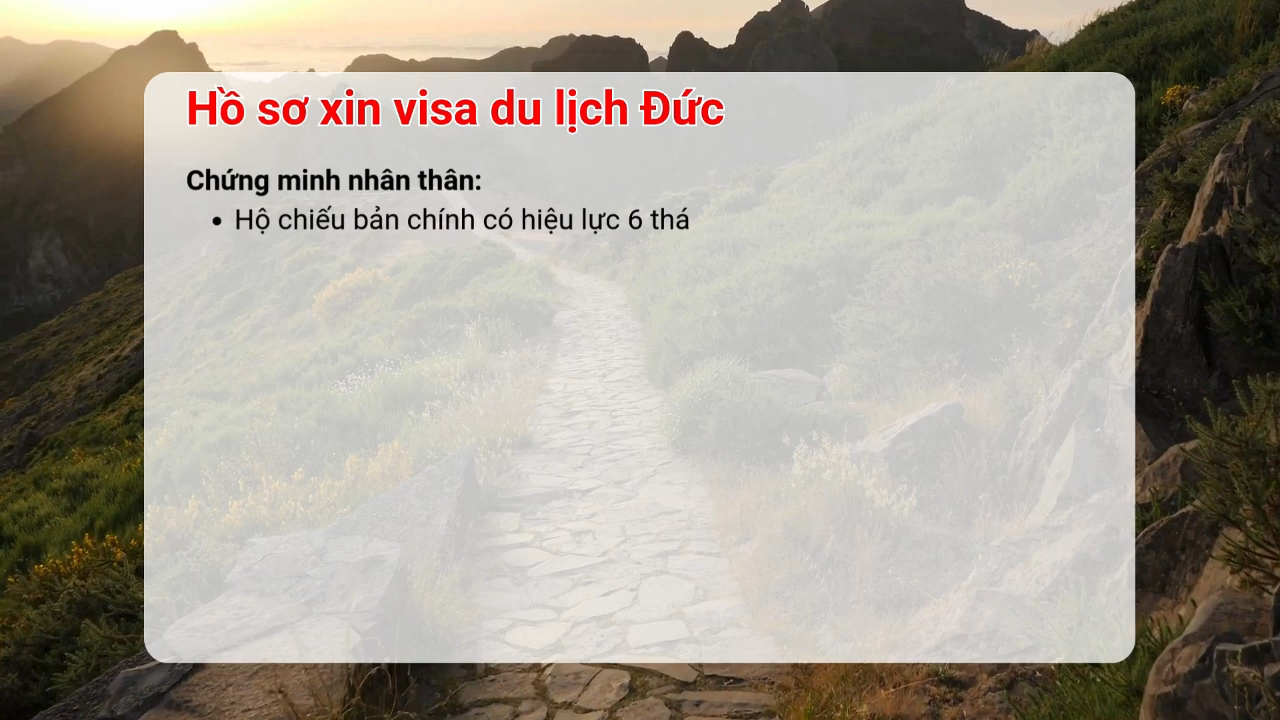 Hồ sơ xin visa du lịch Đức
Chứng minh nhân thân:
• Hộ chiếu bản chính có hiệu lực 6 thá